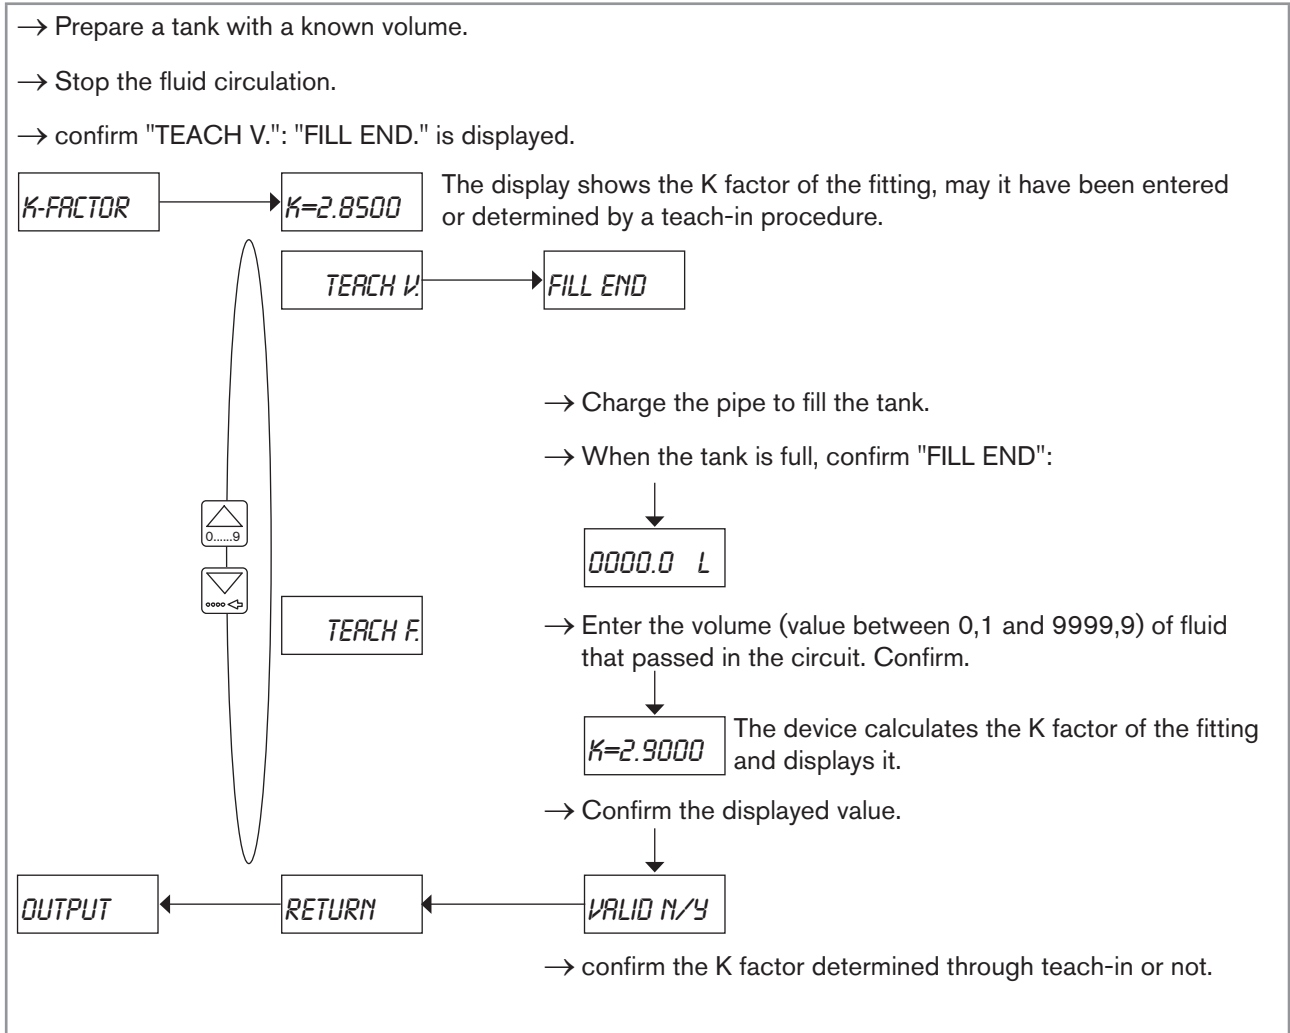 → Prepare a tank with a known volume.
→ Stop the fluid circulation.
→ confirm "TEACH V.": "FILL END." is displayed.
K-FACTOR
K=2.8500
The display shows the K factor of the fitting, may it have been entered
or determined by a teach-in procedure.
TEACH V.
FILL END
→ Charge the pipe to fill the tank.
→ When the tank is full, confirm "FILL END":
0......9
0000.0 L
TEACH F.
→ Enter the volume (value between 0,1 and 9999,9) of fluid
that passed in the circuit. Confirm.
K=2.9000
The device calculates the K factor of the fitting
and displays it.
→ Confirm the displayed value.
OUTPUT
RETURN
VALID N/Y
→ confirm the K factor determined through teach-in or not.